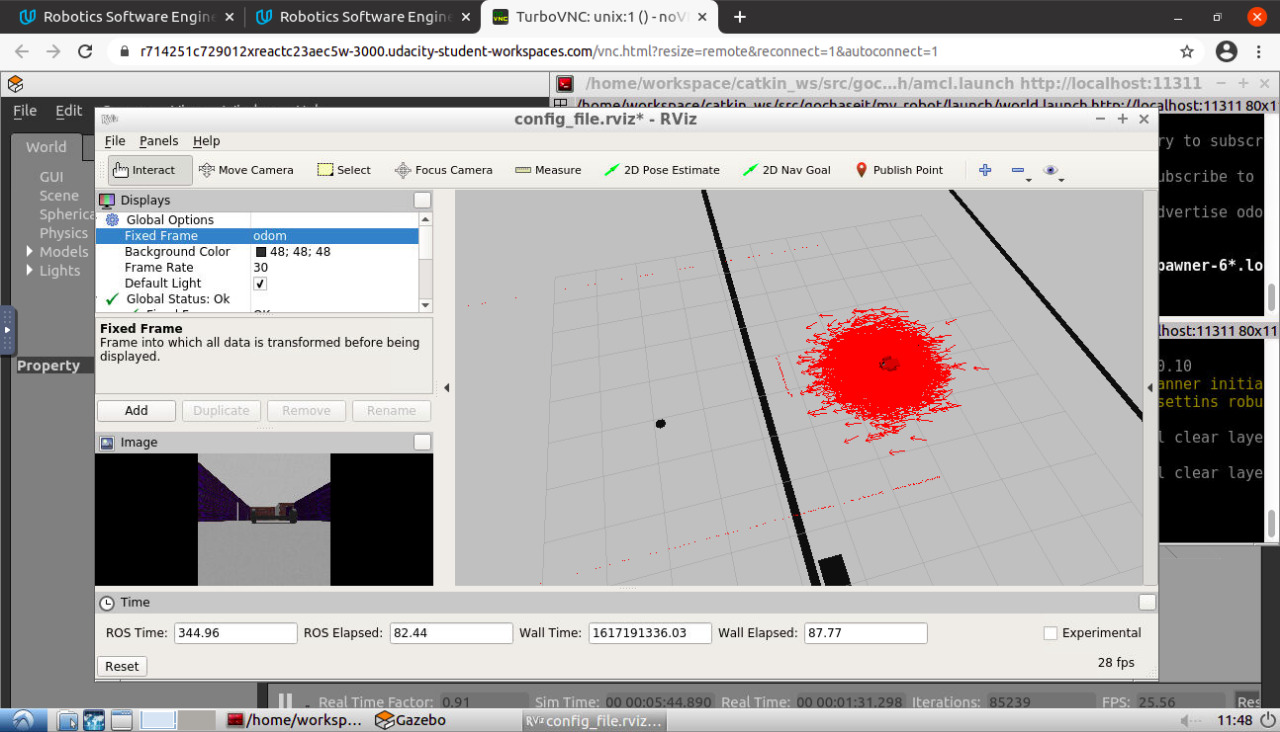 Robotics Software Engin
Robotics Software Engin
TurboVNC: unix:1 () - noV
r714251c729012xreactc23aec5w-3000.udacity-student-workspaces.com/vnc.html?resize=remote&reconnect=1&autoconnect=1
/home/workspace/catkin_ws/src/goc...h/amcl.launch http://localhost:11311
/home/workspace/catkin_ws/src/gochaseit/my_robot/launch/world.launch http://localhost:11311 80x11
File Edit
World
GUI
Scene
Spherica
Physics
Models
Lights
Property
config_file.rviz* - RViz
File Panels Help
Interact Move Camera Select Focus Camera Measure 2D Pose Estimate 2D Nav Goal Publish Point
Displays
Global Options
Fixed Frame odom
Background Color 48; 48; 48
Frame Rate 30
Default Light ✓
Global Status: Ok
Fixed Frame
Frame into which all data is transformed before being
displayed.
Add Duplicate Remove Rename
Image
ry to subscr
ubscribe to
dvertise odo
pawner-6*.lo
lhost:11311 80x11
0.10
anner initia
settins robu
l clear laye
l clear laye
Time
ROS Time: 344.96 ROS Elapsed: 82.44 Wall Time: 1617191336.03 Wall Elapsed: 87.77 Experimental
Reset
28 fps
Real Time Factor: 0.91 Sim Time: 00 00:05:44.890 Real Time: 00 00:01:31.298 Iterations: 85239 FPS: 25.56 Res
/home/worksp... Gazebo RViz config_file.rviz... 11:48